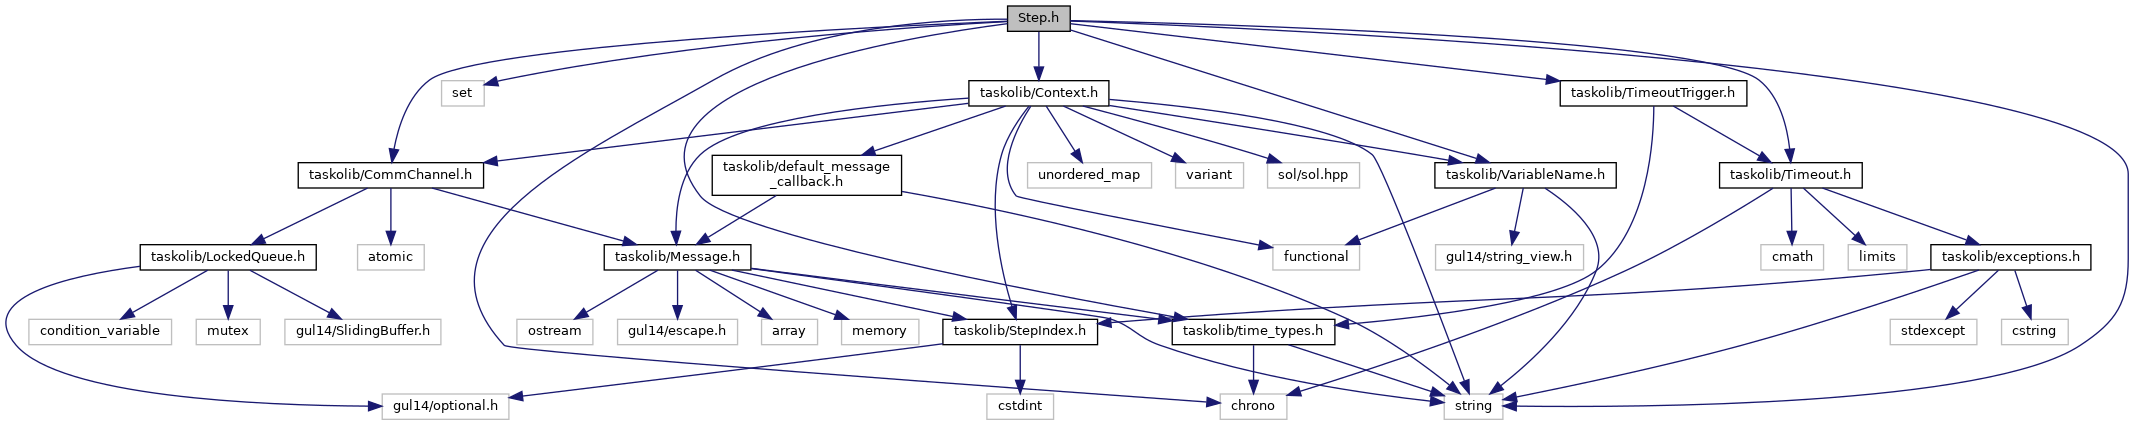 Step.h
set
taskolib/Context.h
taskolib/TimeoutTrigger.h
taskolib/CommChannel.h
taskolib/default_message
_callback.h
unordered_map
variant
sol/sol.hpp
taskolib/VariableName.h
taskolib/Timeout.h
taskolib/LockedQueue.h
atomic
taskolib/Message.h
functional
gul14/string_view.h
cmath
limits
taskolib/exceptions.h
condition_variable
mutex
gul14/SlidingBuffer.h
ostream
gul14/escape.h
array
memory
taskolib/StepIndex.h
taskolib/time_types.h
stdexcept
cstring
gul14/optional.h
cstdint
chrono
string